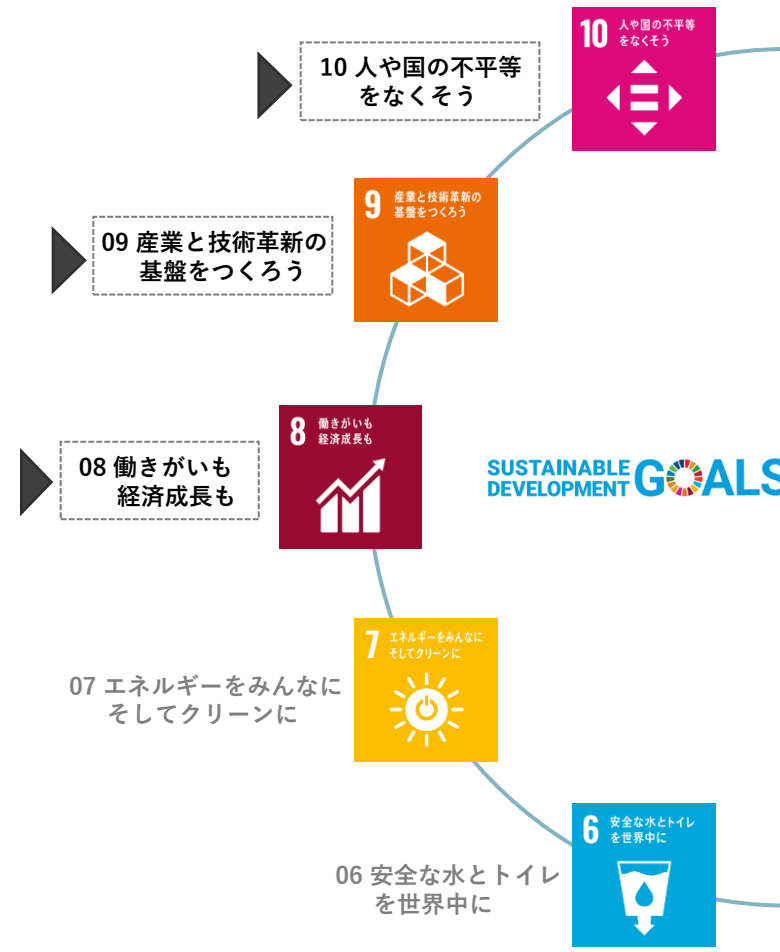 10 人や国の不平等
をなくそう
10 人や国の不平等
をなくそう
09 産業と技術革新の
基盤をつくろう
9 産業と技術革新の
基盤をつくろう
08 働きがいも
経済成長も
8 働きがいも
経済成長も
SUSTAINABLE
DEVELOPMENT
GOALS
07 エネルギーをみんなに
そしてクリーンに
7 エネルギーをみんなに
そしてクリーンに
06 安全な水とトイレ
を世界中に
6 安全な水とトイレ
を世界中に